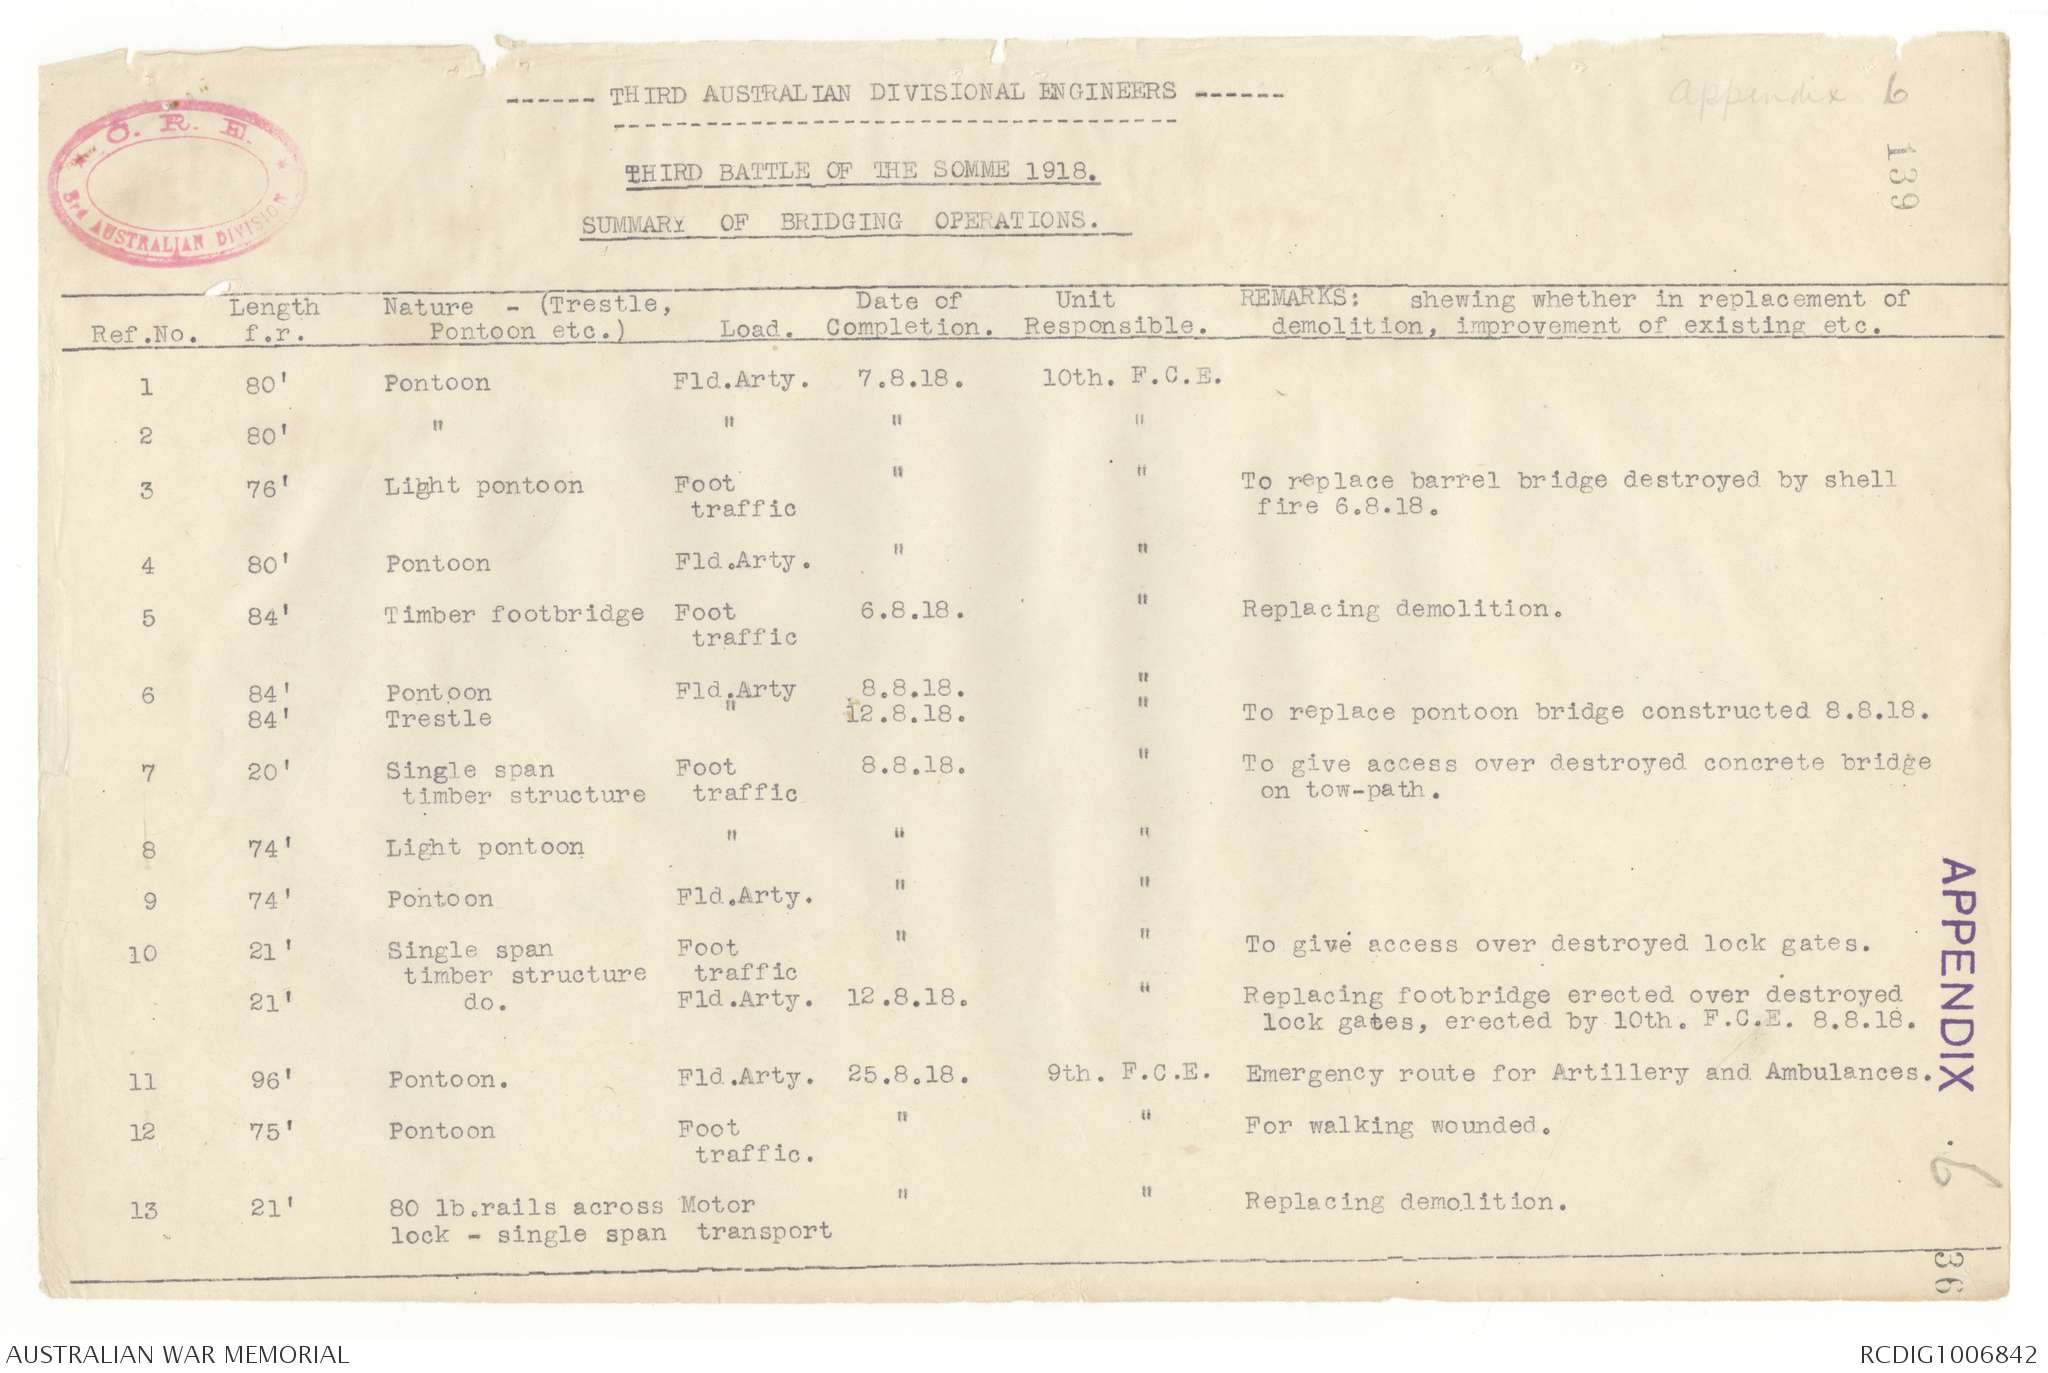 ------ THIRD AUSTRALIAN DIVISIONAL ENGINEERS ------
Appendix 6
139
C. R. E.
3rd AUSTRALIAN DIVISION
THIRD BATTLE OF THE SOMME 1918.
SUMMARY OF BRIDGING OPERATIONS.
Ref.No. Length f.r. Nature - (Trestle, Pontoon etc.) Load. Date of Completion. Unit Responsible. REMARKS: shewing whether in replacement of demolition, improvement of existing etc.
1 80' Pontoon Fld.Arty. 7.8.18. 10th. F.C.E.
2 80' " " " "
3 76' Light pontoon Foot " " To replace barrel bridge destroyed by shell
traffic fire 6.8.18.
4 80' Pontoon Fld.Arty. " "
5 84' Timber footbridge Foot 6.8.18. " Replacing demolition.
traffic
6 84' Pontoon Fld.Arty 8.8.18. "
84' Trestle " 12.8.18. " To replace pontoon bridge constructed 8.8.18.
7 20' Single span Foot 8.8.18. " To give access over destroyed concrete bridge
timber structure traffic on tow-path.
8 74' Light pontoon " " "
9 74' Pontoon Fld.Arty. " "
10 21' Single span Foot " " To give access over destroyed lock gates.
timber structure traffic
21' do. Fld.Arty. 12.8.18. " Replacing footbridge erected over destroyed
lock gates, erected by 10th. F.C.E. 8.8.18.
11 96' Pontoon. Fld.Arty. 25.8.18. 9th. F.C.E. Emergency route for Artillery and Ambulances.
12 75' Pontoon Foot " " For walking wounded.
traffic.
13 21' 80 lb.rails across Motor " " Replacing demolition.
lock - single span transport
APPENDIX 6
36
AUSTRALIAN WAR MEMORIAL
RCDIG1006842